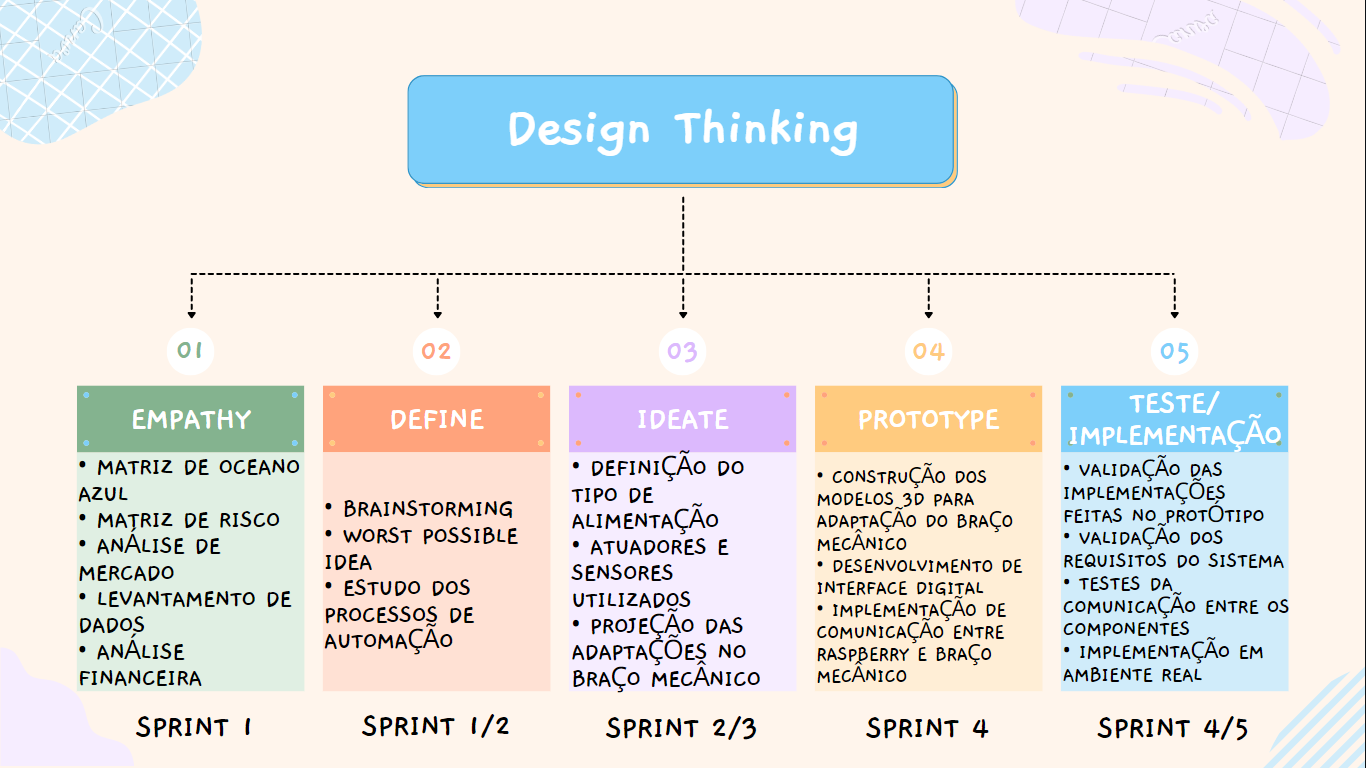 Design Thinking
01
EMPATHY
• MATRIZ DE OCEANO
AZUL
• MATRIZ DE RISCO
• ANÁLISE DE
MERCADO
• LEVANTAMENTO DE
DADOS
• ANÁLISE
FINANCEIRA
SPRINT 1
02
DEFINE
• BRAINSTORMING
• WORST POSSIBLE
IDEA
• ESTUDO DOS
PROCESSOS DE
AUTOMAÇÃO
SPRINT 1/2
03
IDEATE
• DEFINIÇÃO DO
TIPO DE
ALIMENTAÇÃO
• ATUADORES E
SENSORES
UTILIZADOS
• PROJEÇÃO DAS
ADAPTAÇÕES NO
BRAÇO MECÂNICO
SPRINT 2/3
04
PROTOTYPE
• CONSTRUÇÃO DOS
MODELOS 3D PARA
ADAPTAÇÃO DO BRAÇO
MECÂNICO
• DESENVOLVIMENTO DE
INTERFACE DIGITAL
• IMPLEMENTAÇÃO DE
COMUNICAÇÃO ENTRE
RASPBERRY E BRAÇO
MECÂNICO
SPRINT 4
05
TESTE/
IMPLEMENTAÇÃO
• VALIDAÇÃO DAS
IMPLEMENTAÇÕES
FEITAS NO PROTÓTIPO
• VALIDAÇÃO DOS
REQUISITOS DO SISTEMA
• TESTES DA
COMUNICAÇÃO ENTRE OS
COMPONENTES
• IMPLEMENTAÇÃO EM
AMBIENTE REAL
SPRINT 4/5